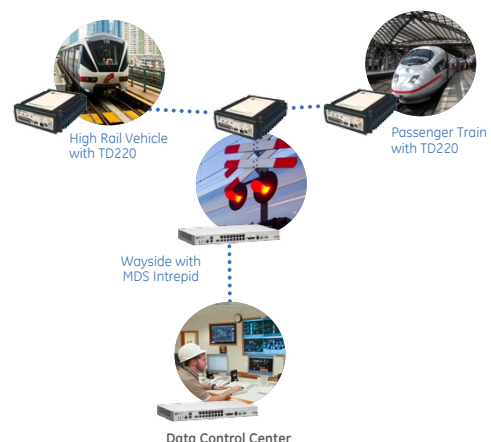 High Rail Vehicle
with TD220
Passenger Train
with TD220
Wayside with
MDS Intrepid
Data Control Center